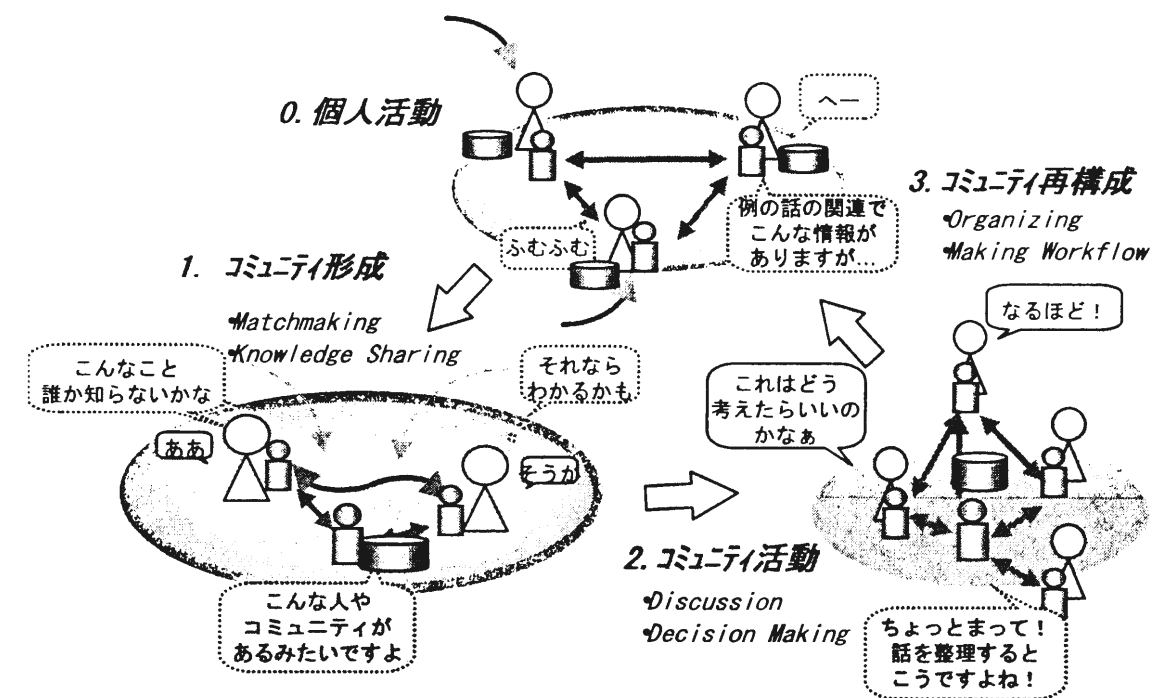 0. 個人活動
へー
例の話の関連で
こんな情報が
ありますが…
ふむふむ
3. コミュニティ再構成
•Organizing
•Making Workflow
なるほど！
1. コミュニティ形成
•Matchmaking
•Knowledge Sharing
こんなこと
誰か知らないかな
それなら
わかるかも
ああ
そうか
こんな人や
コミュニティが
あるみたいですよ
これはどう
考えたらいいの
かなぁ
2. コミュニティ活動
•Discussion
•Decision Making
ちょっとまって！
話を整理すると
こうですよね！